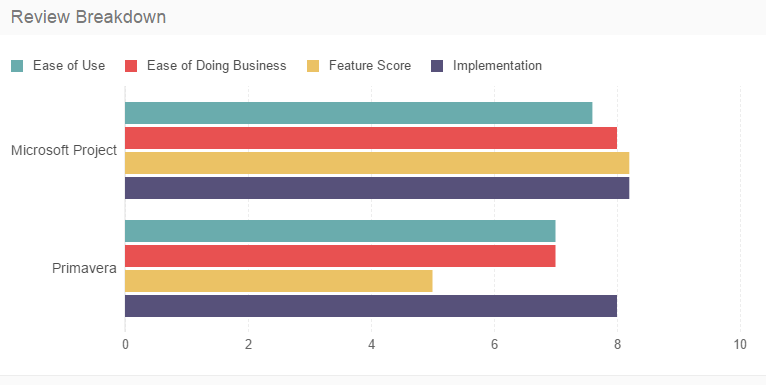 Review Breakdown
Ease of Use Ease of Doing Business Feature Score Implementation
Microsoft Project
Primavera
0 2 4 6 8 10